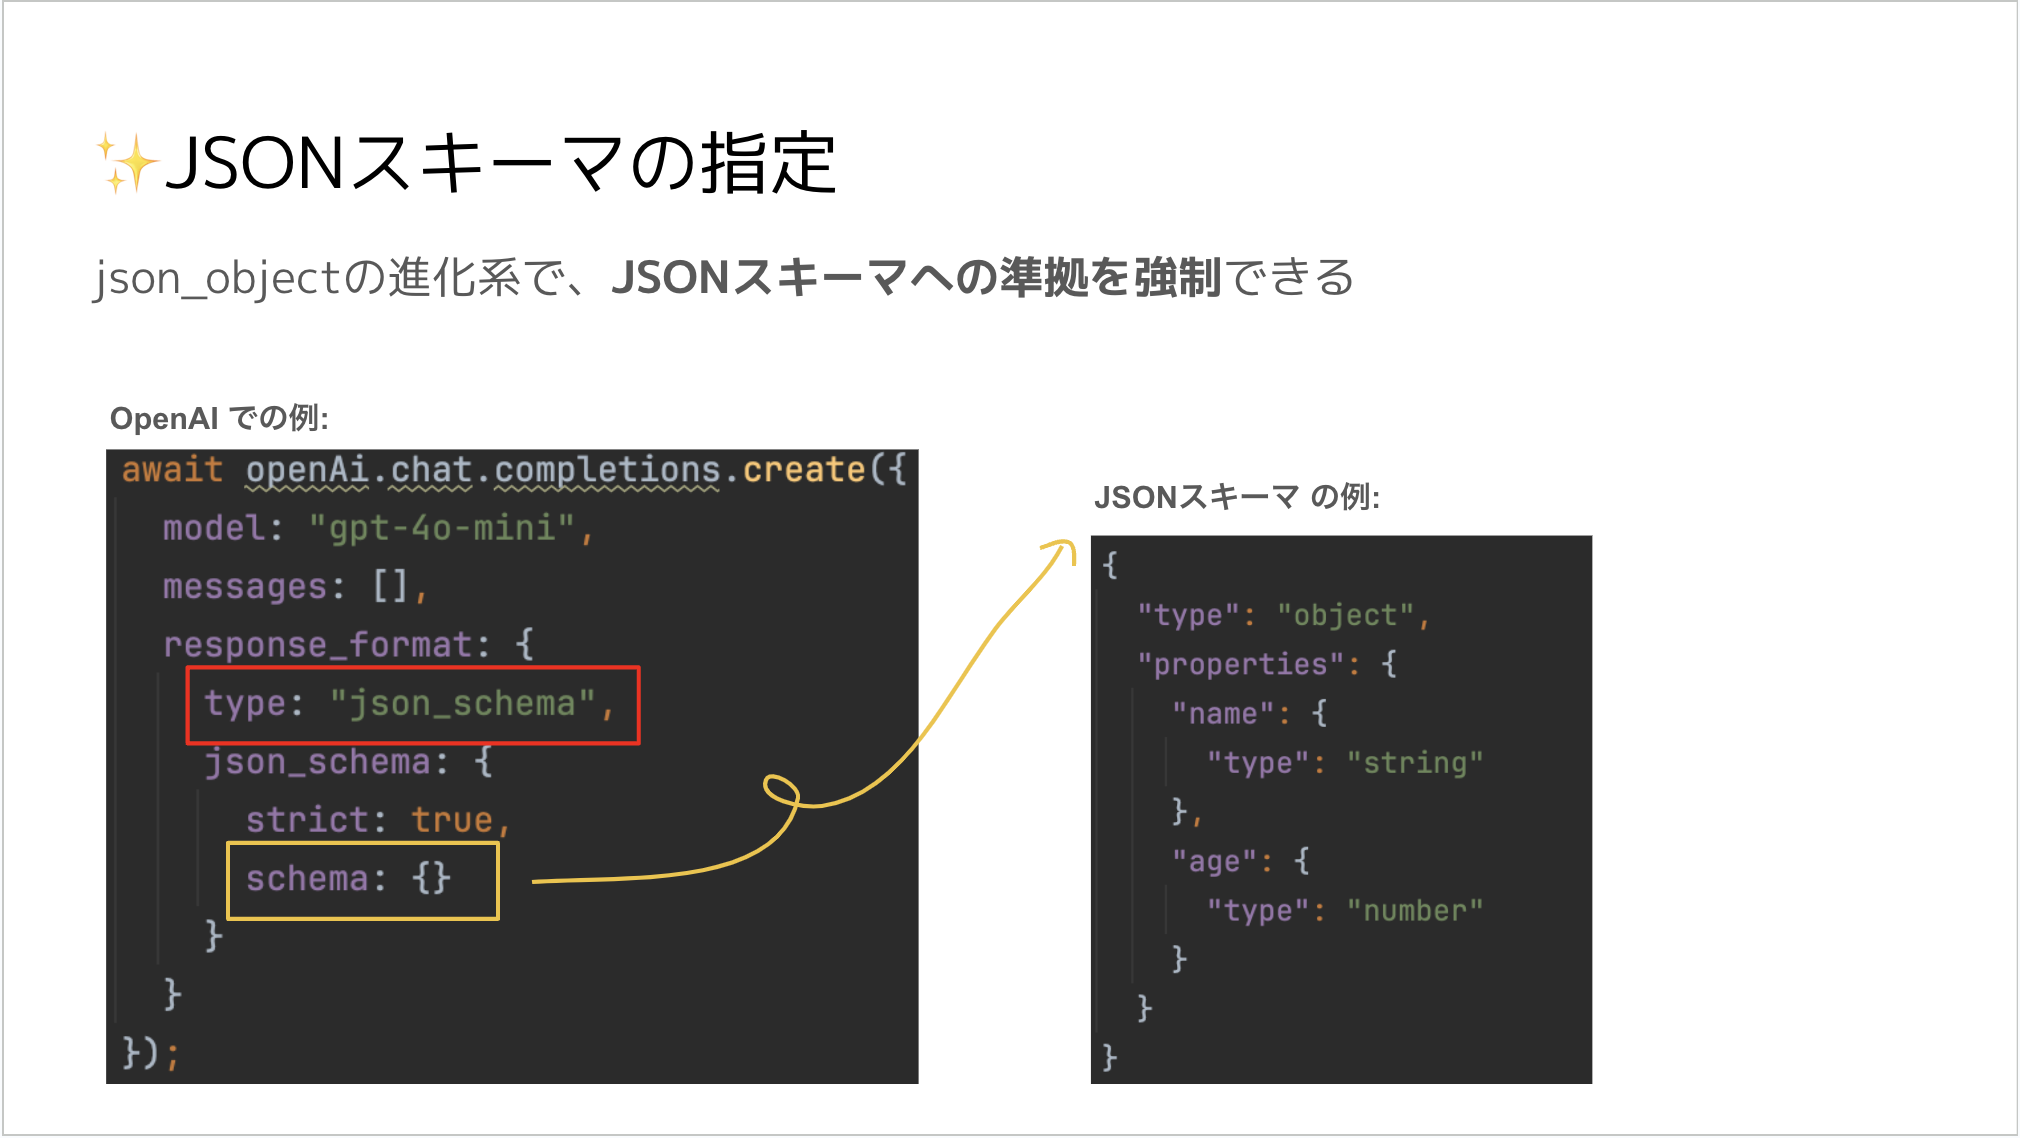 ✨JSONスキーマの指定
json_objectの進化系で、JSONスキーマへの準拠を強制できる
OpenAI での例:
await openAi.chat.completions.create({
  model: "gpt-4o-mini",
  messages: [],
  response_format: {
    type: "json_schema",
    json_schema: {
      strict: true,
      schema: {}
    }
  }
});
JSONスキーマ の例:
{
  "type": "object",
  "properties": {
    "name": {
      "type": "string"
    },
    "age": {
      "type": "number"
    }
  }
}